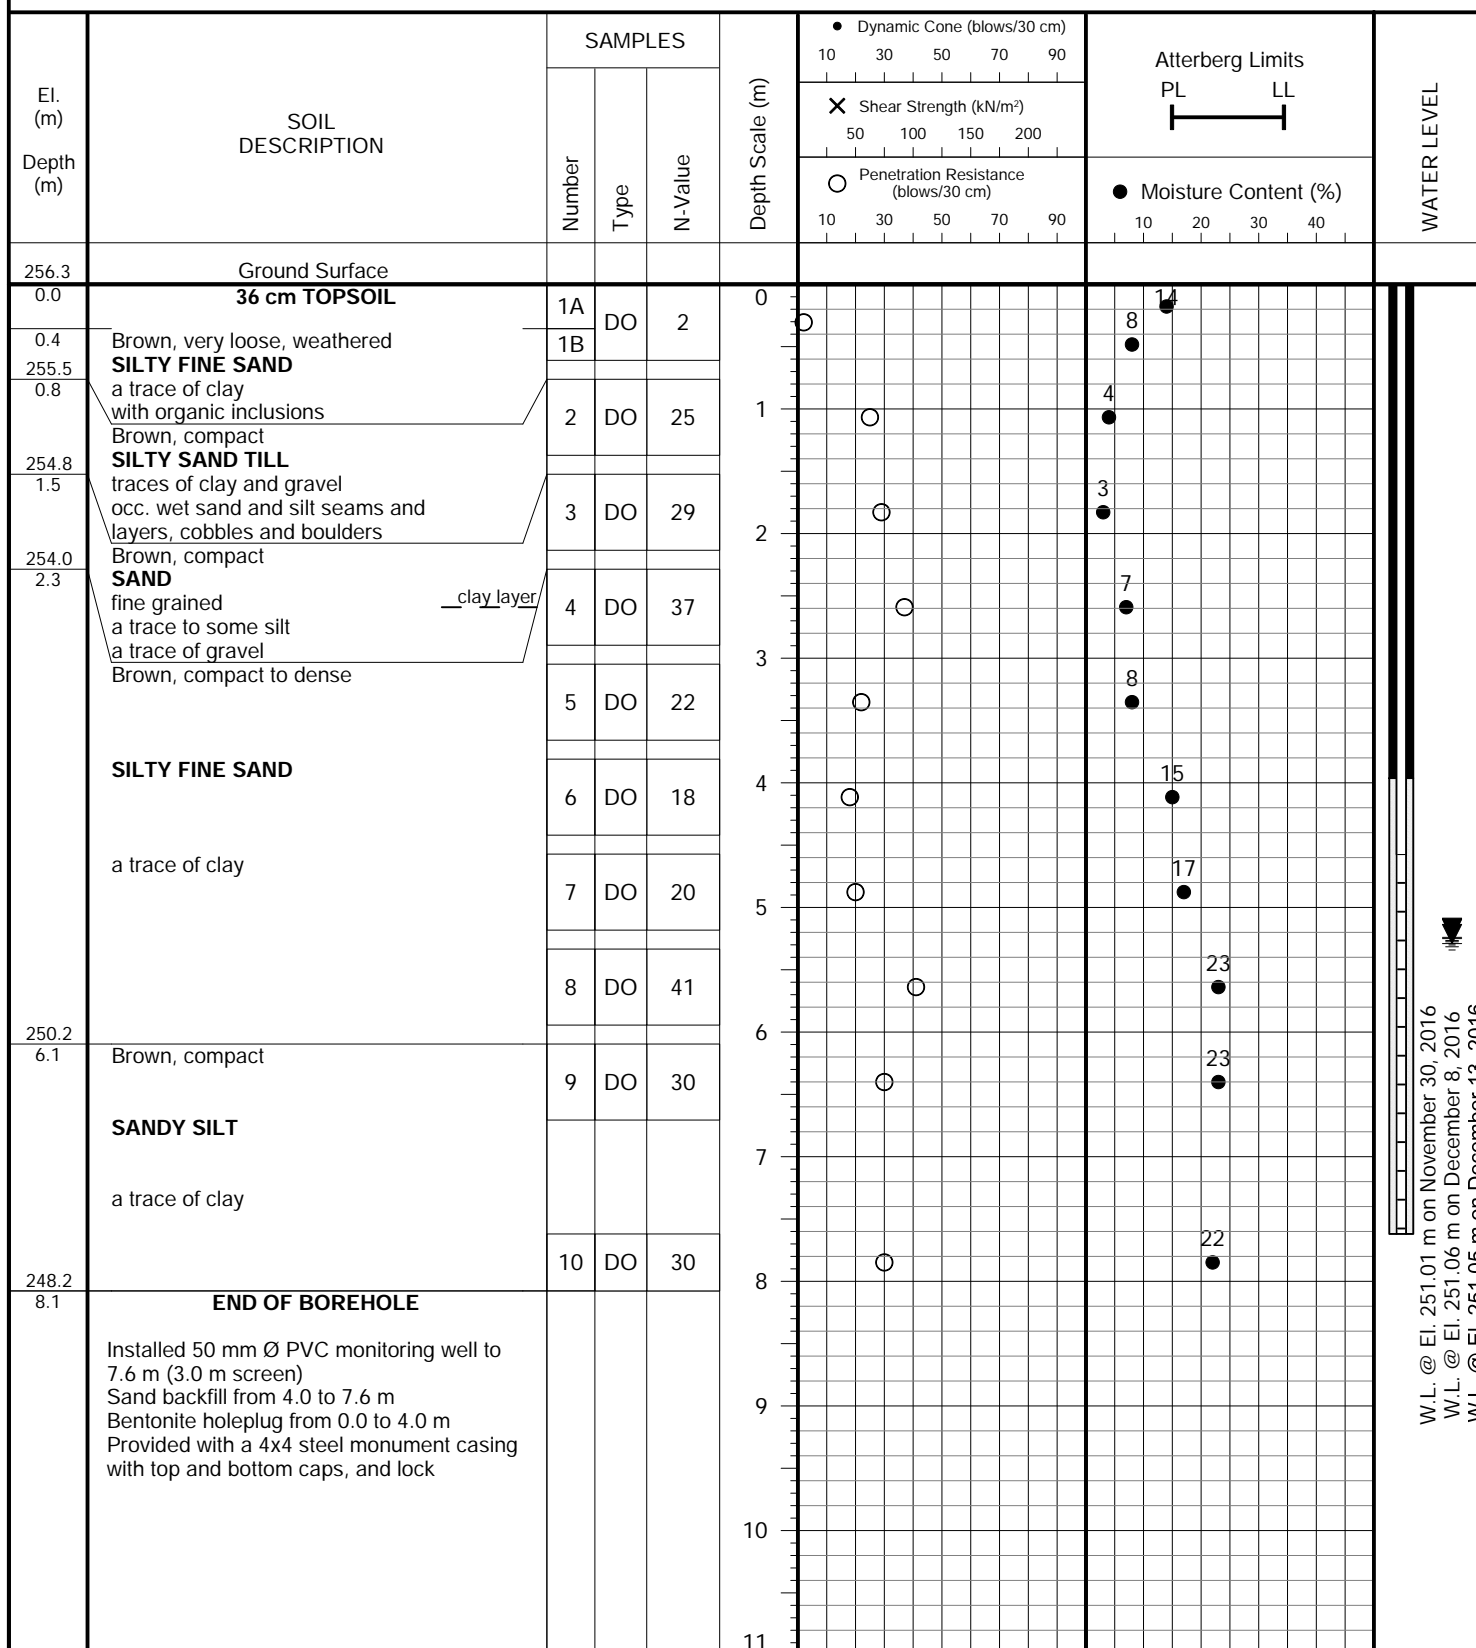 El.
(m)
Depth
(m)
SOIL
DESCRIPTION
SAMPLES
Number
Type
N-Value
Depth Scale (m)
Dynamic Cone (blows/30 cm)
10 30 50 70 90
Shear Strength (kN/m²)
50 100 150 200
Penetration Resistance
(blows/30 cm)
10 30 50 70 90
Atterberg Limits
PL LL
Moisture Content (%)
10 20 30 40
WATER LEVEL
256.3
Ground Surface
0.0
36 cm TOPSOIL
1A
DO
2
0
14
8
0.4
Brown, very loose, weathered
1B
255.5
SILTY FINE SAND
0.8
a trace of clay
with organic inclusions
2 DO 25
1
4
Brown, compact
254.8
SILTY SAND TILL
1.5
traces of clay and gravel
occ. wet sand and silt seams and
layers, cobbles and boulders
3 DO 29
3
2
254.0
Brown, compact
2.3
SAND
fine grained
clay layer
a trace to some silt
a trace of gravel
4 DO 37
7
3
Brown, compact to dense
5 DO 22
8
SILTY FINE SAND
6 DO 18
4
15
a trace of clay
7 DO 20
17
5
8 DO 41
23
250.2
6
6.1
Brown, compact
9 DO 30
23
SANDY SILT
7
a trace of clay
10 DO 30
22
248.2
8
8.1
END OF BOREHOLE
Installed 50 mm Ø PVC monitoring well to
7.6 m (3.0 m screen)
Sand backfill from 4.0 to 7.6 m
Bentonite holeplug from 0.0 to 4.0 m
Provided with a 4x4 steel monument casing
with top and bottom caps, and lock
9
10
11
W.L. @ El. 251.01 m on November 30, 2016
W.L. @ El. 251.06 m on December 8, 2016
W.L. @ El. 251.05 m on December 13, 2016